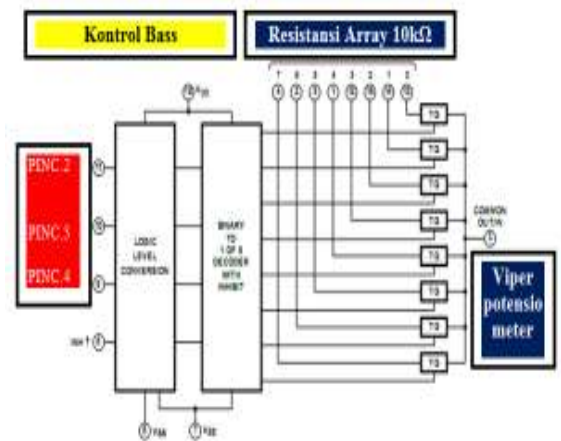 Kontrol Bass
Resistansi Array 10kΩ
PINC.2
PINC.3
PINC.4
LOGIC
LEVEL
CONVERSION
BINARY
TO
1 OF 8
DECODER
WITH
INHIBIT
INH
TG
TG
TG
TG
TG
TG
TG
TG
COMMON
OUT/IN
Viper
potensio
meter